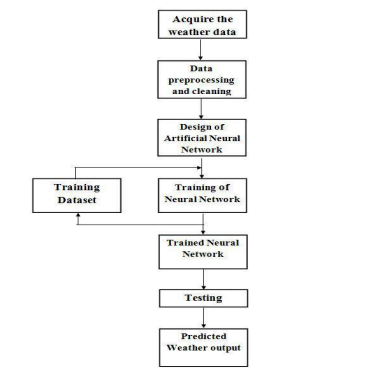 Acquire the
weather data
Data
preprocessing
and cleaning
Design of
Artificial Neural
Network
Training
Dataset
Training of
Neural Network
Trained Neural
Network
Testing
Predicted
Weather output